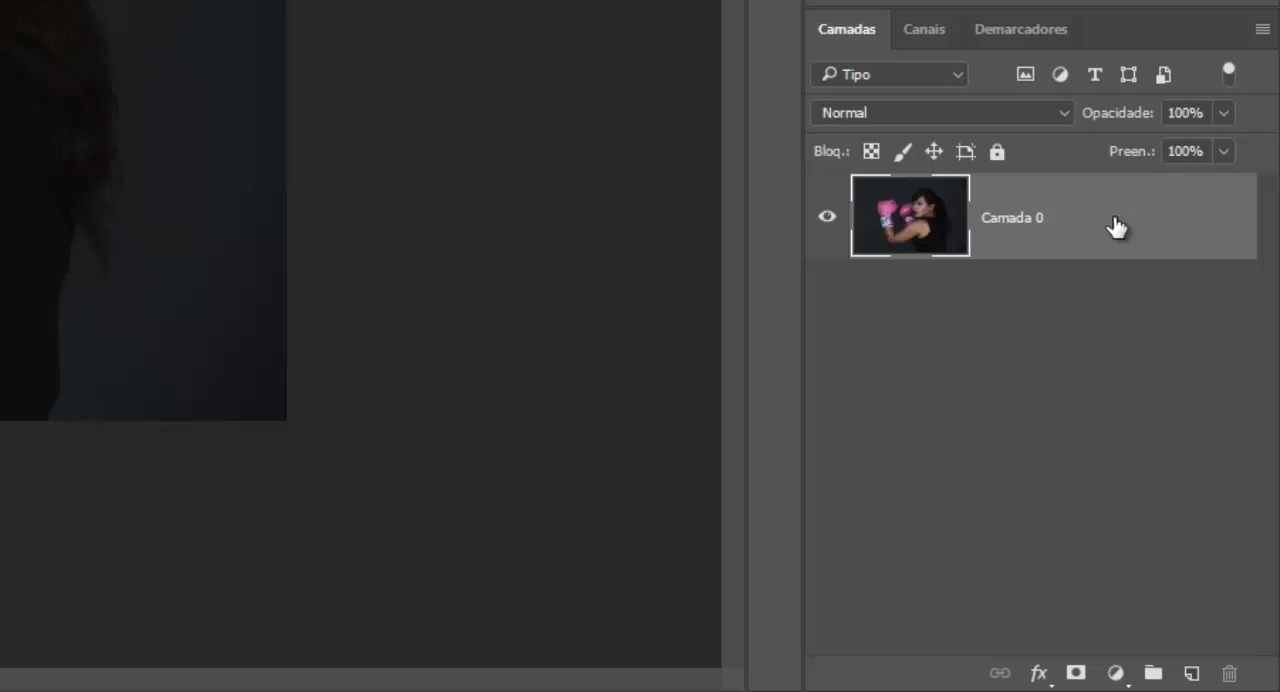 Camadas Canais Demarcadores
Tipo
Normal Opacidade: 100%
Bloq.: Preen.: 100%
Camada 0
fx